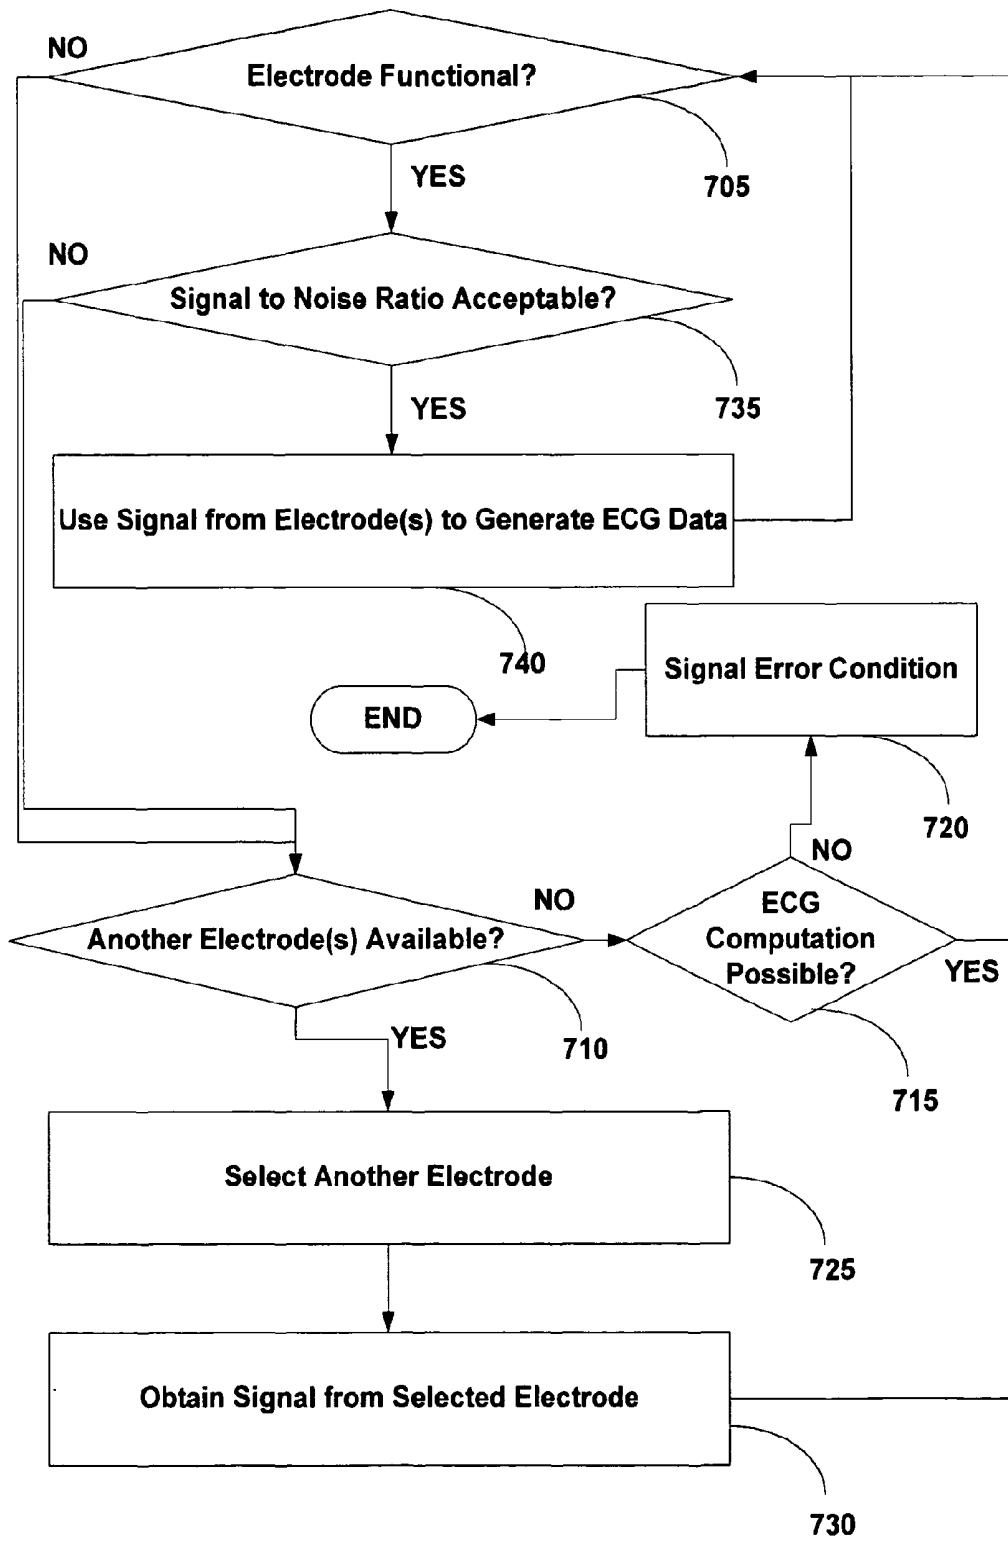 NO
Electrode Functional?
YES
705
NO
Signal to Noise Ratio Acceptable?
YES
735
Use Signal from Electrode(s) to Generate ECG Data
740
Signal Error Condition
END
720
NO
NO
ECG
Computation
Possible?
Another Electrode(s) Available?
YES
YES
710
715
Select Another Electrode
725
Obtain Signal from Selected Electrode
730